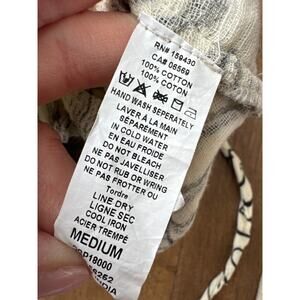 RN# 159430
CA# 06569
100% COTTON
100% COTON
HAND WASH SEPERATELY
LAVER À LA MAIN
SÉPAREMENT
IN COLD WATER
EN EAU FROIDE
DO NOT BLEACH
NE PAS JAVELLISER
DO NOT RUB OR WRING
NE PAS FROTTER OU
Tordre
LINE DRY
LIGNE SEC
COOL IRON
ACIER TREMPÉ
MEDIUM